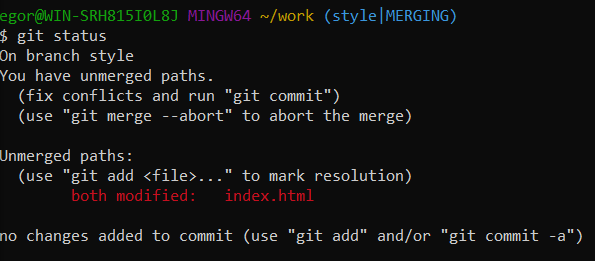 egor@WIN-SRH815I0L8J MINGW64 ~/work (style|MERGING)
$ git status
On branch style
You have unmerged paths.
  (fix conflicts and run "git commit")
  (use "git merge --abort" to abort the merge)

Unmerged paths:
  (use "git add <file>..." to mark resolution)
        both modified:   index.html

no changes added to commit (use "git add" and/or "git commit -a")